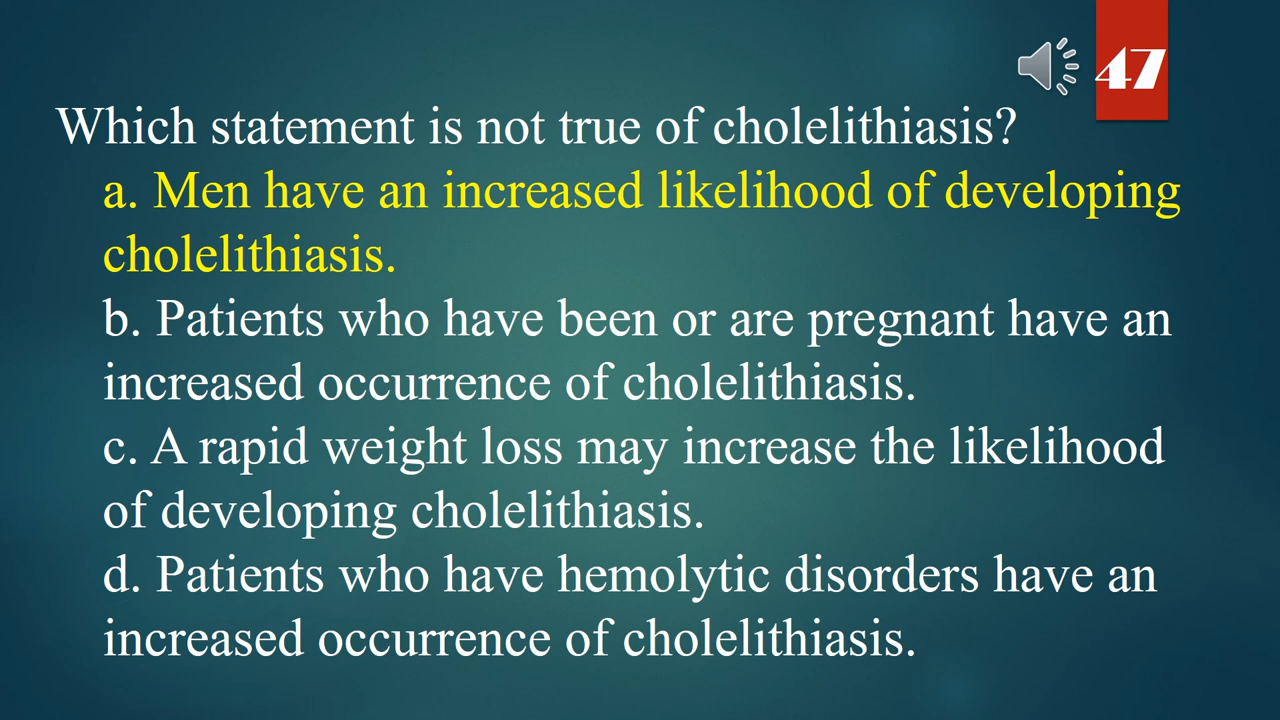 47
Which statement is not true of cholelithiasis?
a. Men have an increased likelihood of developing
cholelithiasis.
b. Patients who have been or are pregnant have an
increased occurrence of cholelithiasis.
c. A rapid weight loss may increase the likelihood
of developing cholelithiasis.
d. Patients who have hemolytic disorders have an
increased occurrence of cholelithiasis.